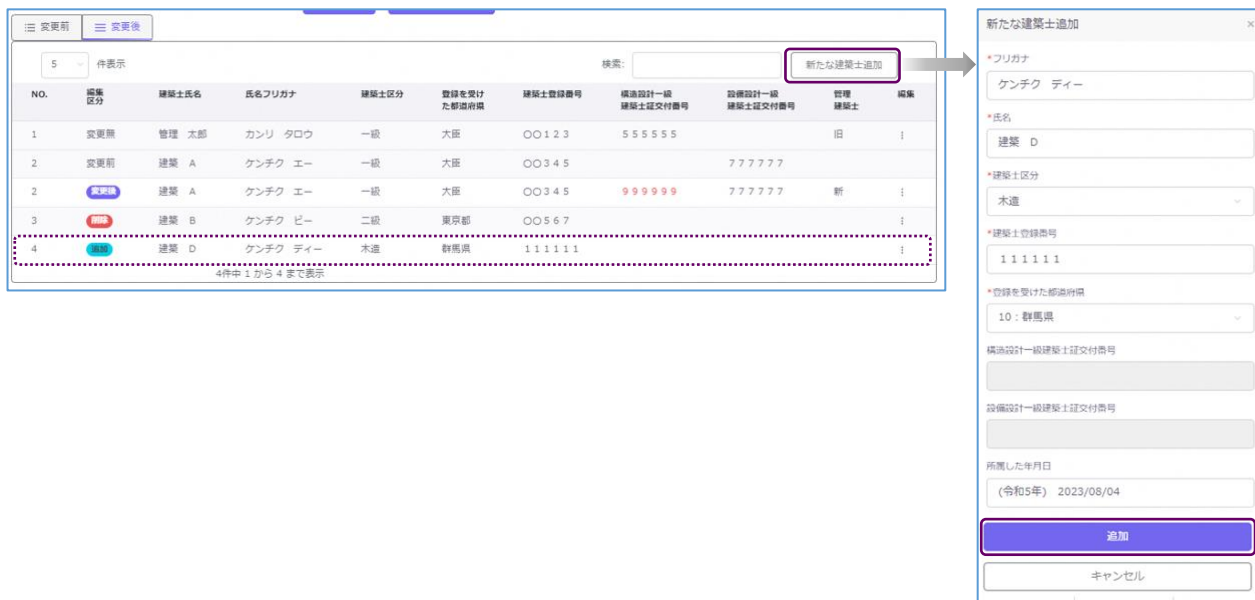 変更前 変更後
5 件表示 検索: 新たな建築士追加
NO. 編集区分 建築士氏名 氏名フリガナ 建築士区分 登録を受けた都道府県 建築士登録番号 構造設計一級建築士証交付番号 設備設計一級建築士証交付番号 管理建築士 編集
1 変更無 管理 太郎 カンリ タロウ 一級 大臣 〇〇123 555555 旧
2 変更前 建築 A ケンチク エー 一級 大臣 〇〇345 777777
2 変更後 建築 A ケンチク エー 一級 大臣 〇〇345 999999 777777 新
3 削除 建築 B ケンチク ビー 二級 東京都 〇〇567
4 追加 建築 D ケンチク ディー 木造 群馬県 111111
4件中 1 から 4 まで表示
新たな建築士追加 ×
*フリガナ
ケンチク ディー
*氏名
建築 D
*建築士区分
木造
*建築士登録番号
111111
*登録を受けた都道府県
10:群馬県
構造設計一級建築士証交付番号
設備設計一級建築士証交付番号
所属した年月日
(令和5年) 2023/08/04
追加
キャンセル